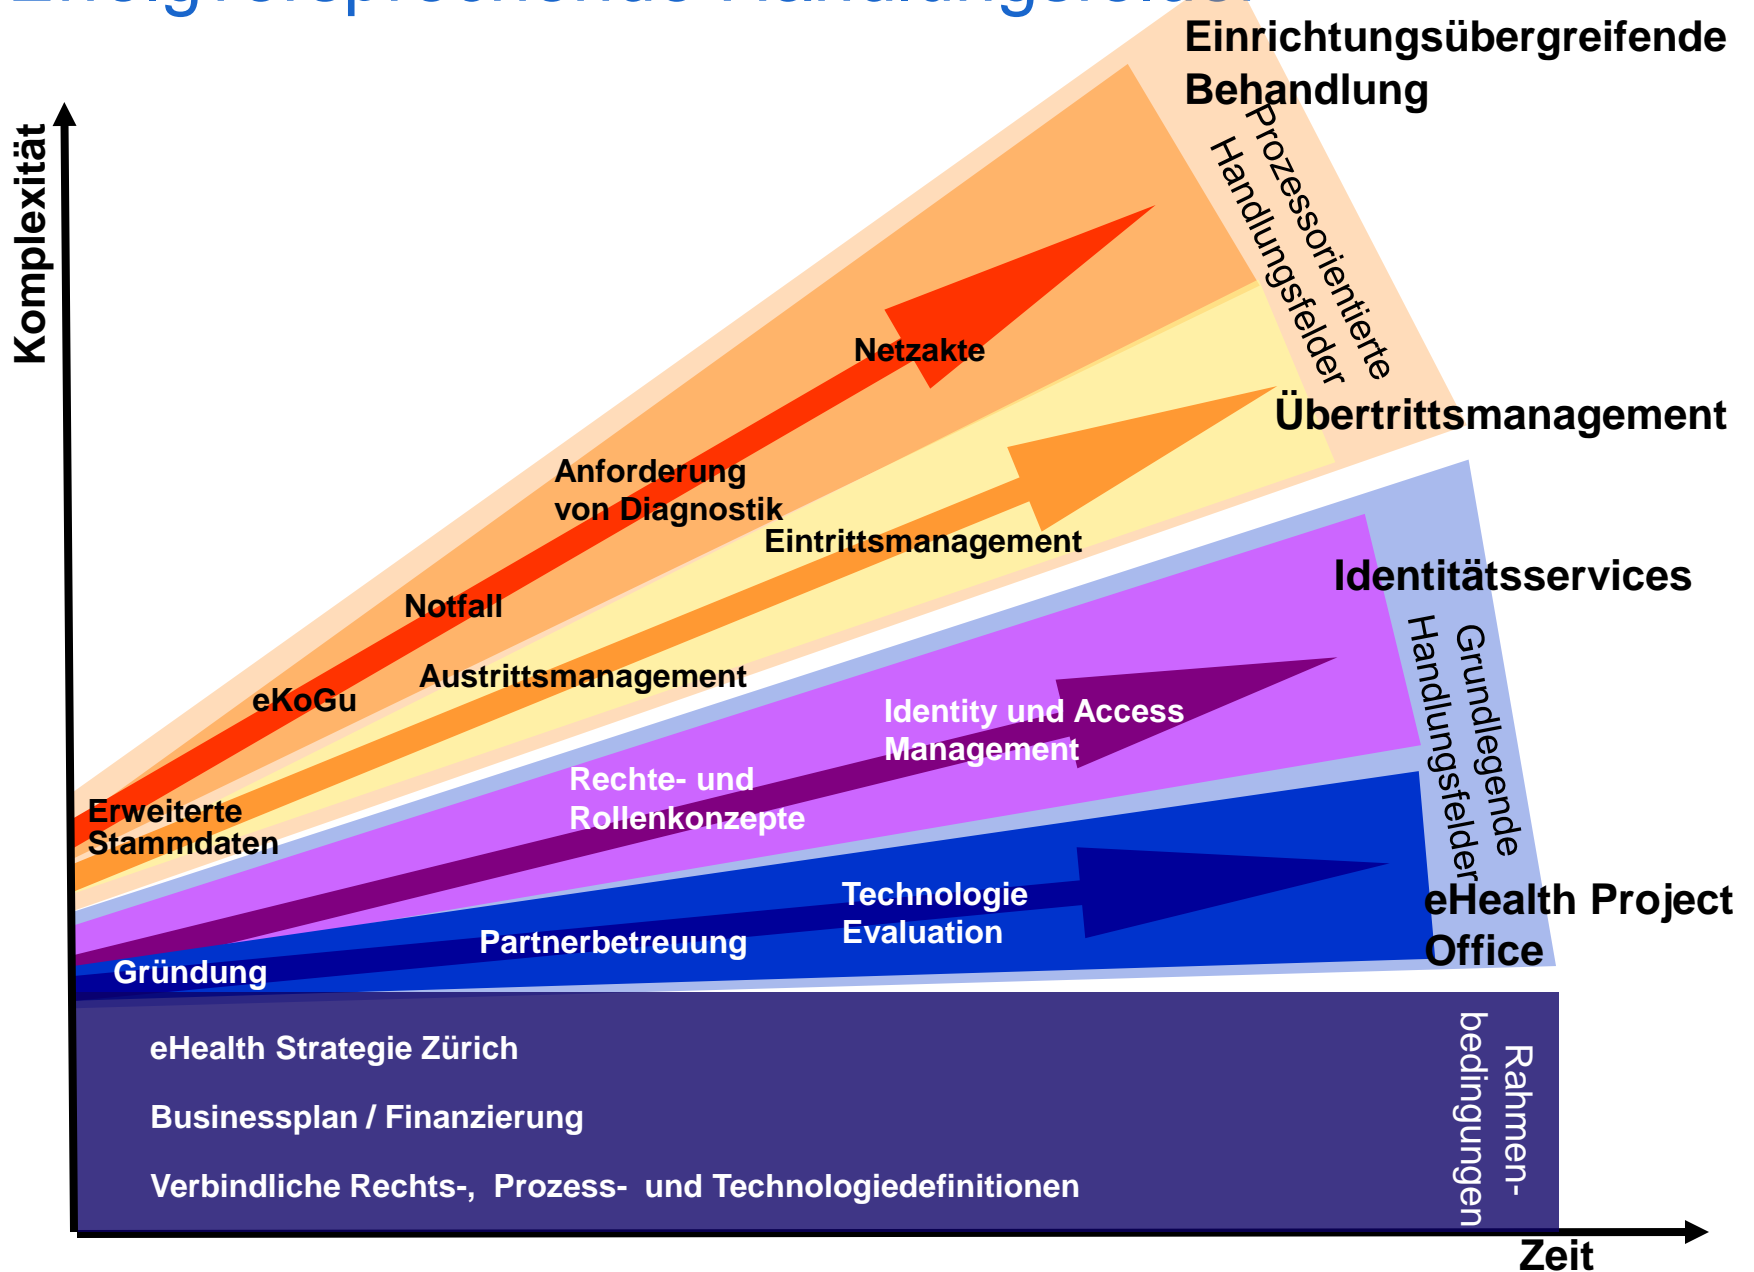 Einrichtungsübergreifende
Behandlung
Komplexität
Prozessorientierte
Handlungsfelder
Netzakte
Übertrittsmanagement
Anforderung
von Diagnostik
Eintrittsmanagement
Identitätsservices
Notfall
Grundlegende
Handlungsfelder
Austrittsmanagement
eKoGu
Identity und Access
Management
Rechte- und
Rollenkonzepte
Erweiterte
Stammdaten
Technologie
Evaluation
eHealth Project
Office
Partnerbetreuung
Gründung
eHealth Strategie Zürich
Businessplan / Finanzierung
Verbindliche Rechts-, Prozess- und Technologiedefinitionen
Rahmen-
bedingungen
Zeit